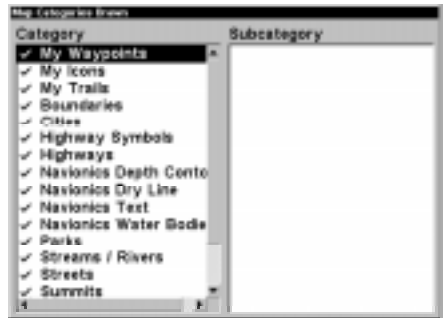 Map Categories Drawn
Category
Subcategory
My Waypoints
My Icons
My Trails
Boundaries
Cities
Highway Symbols
Highways
Navionics Depth Conto
Navionics Dry Line
Navionics Text
Navionics Water Bodie
Parks
Streams / Rivers
Streets
Summits